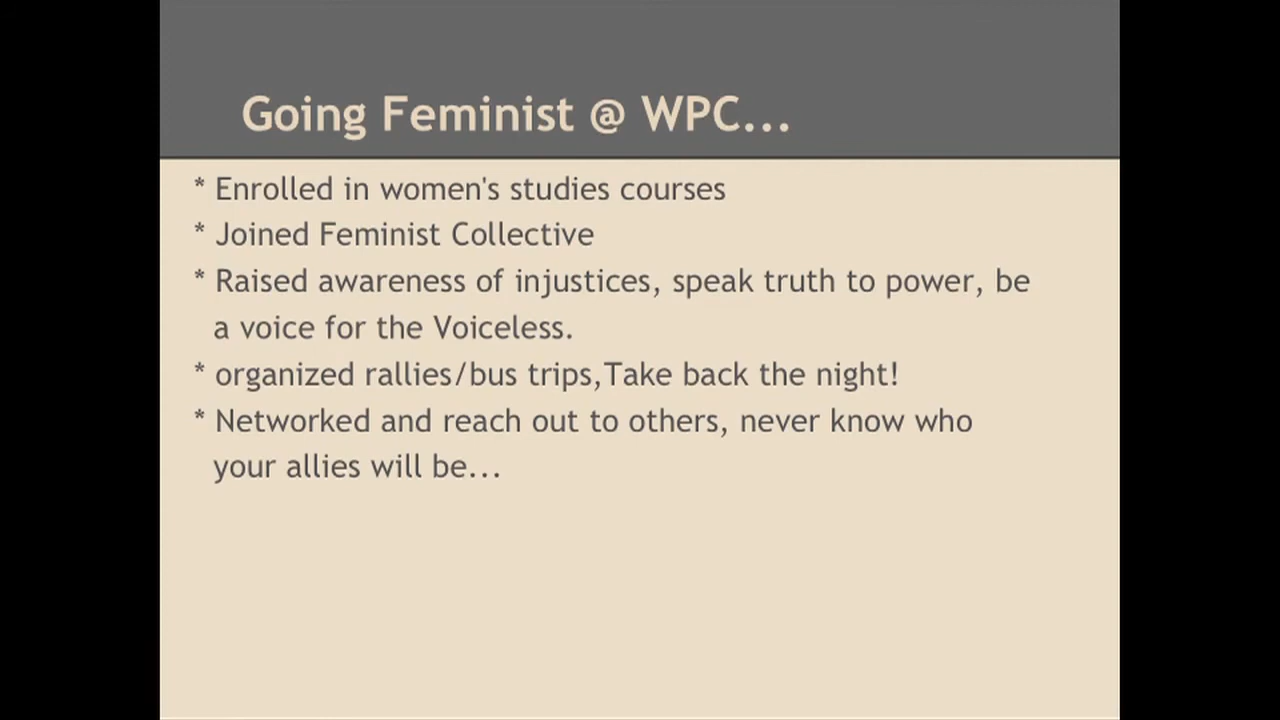 Going Feminist @ WPC...
* Enrolled in women's studies courses
* Joined Feminist Collective
* Raised awareness of injustices, speak truth to power, be
a voice for the Voiceless.
* organized rallies/bus trips,Take back the night!
* Networked and reach out to others, never know who
your allies will be...